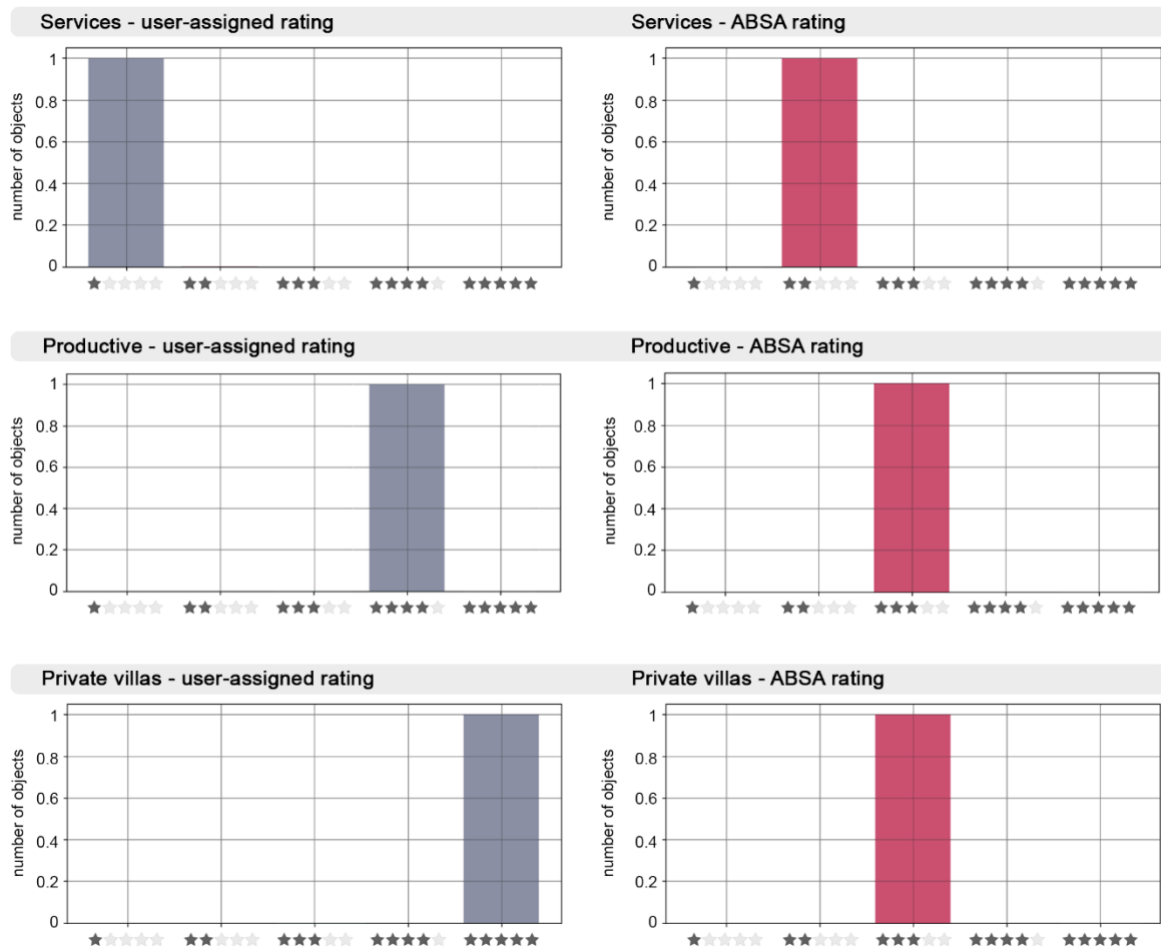 Services - user-assigned rating
Services - ABSA rating
number of objects
1
0.8
0.6
0.4
0.2
0
★☆☆☆☆ ★★☆☆☆ ★★★☆☆ ★★★★☆ ★★★★★
number of objects
1
0.8
0.6
0.4
0.2
0
★☆☆☆☆ ★★☆☆☆ ★★★☆☆ ★★★★☆ ★★★★★
Productive - user-assigned rating
Productive - ABSA rating
number of objects
1
0.8
0.6
0.4
0.2
0
★☆☆☆☆ ★★☆☆☆ ★★★☆☆ ★★★★☆ ★★★★★
number of objects
1
0.8
0.6
0.4
0.2
0
★☆☆☆☆ ★★☆☆☆ ★★★☆☆ ★★★★☆ ★★★★★
Private villas - user-assigned rating
Private villas - ABSA rating
number of objects
1
0.8
0.6
0.4
0.2
0
★☆☆☆☆ ★★☆☆☆ ★★★☆☆ ★★★★☆ ★★★★★
number of objects
1
0.8
0.6
0.4
0.2
0
★☆☆☆☆ ★★☆☆☆ ★★★☆☆ ★★★★☆ ★★★★★